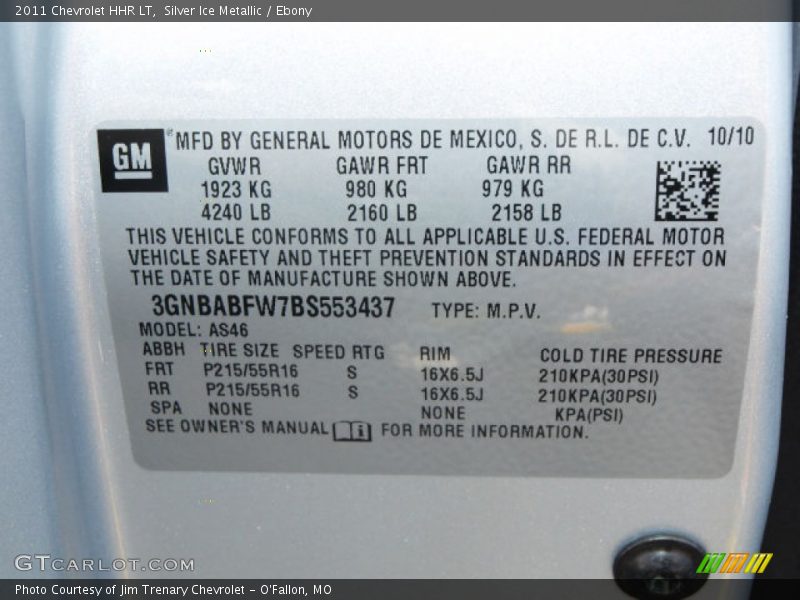 2011 Chevrolet HHR LT,  Silver Ice Metallic / Ebony
GM ® MFD BY GENERAL MOTORS DE MEXICO, S. DE R.L. DE C.V. 10/10
GVWR GAWR FRT GAWR RR
1923 KG 980 KG 979 KG
4240 LB 2160 LB 2158 LB
THIS VEHICLE CONFORMS TO ALL APPLICABLE U.S. FEDERAL MOTOR
VEHICLE SAFETY AND THEFT PREVENTION STANDARDS IN EFFECT ON
THE DATE OF MANUFACTURE SHOWN ABOVE.
3GNBABFW7BS553437 TYPE: M.P.V.
MODEL: AS46
ABBH TIRE SIZE SPEED RTG RIM COLD TIRE PRESSURE
FRT P215/55R16 S 16X6.5J 210KPA(30PSI)
RR P215/55R16 S 16X6.5J 210KPA(30PSI)
SPA NONE NONE KPA(PSI)
SEE OWNER'S MANUAL FOR MORE INFORMATION.
GTCARLOT.COM
Photo Courtesy of Jim Trenary Chevrolet - O'Fallon, MO